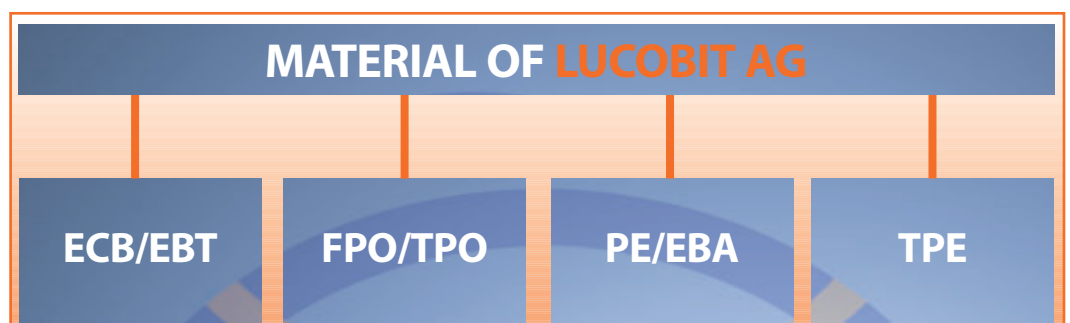 MATERIAL OF LUCOBIT AG
ECB/EBT
FPO/TPO
PE/EBA
TPE